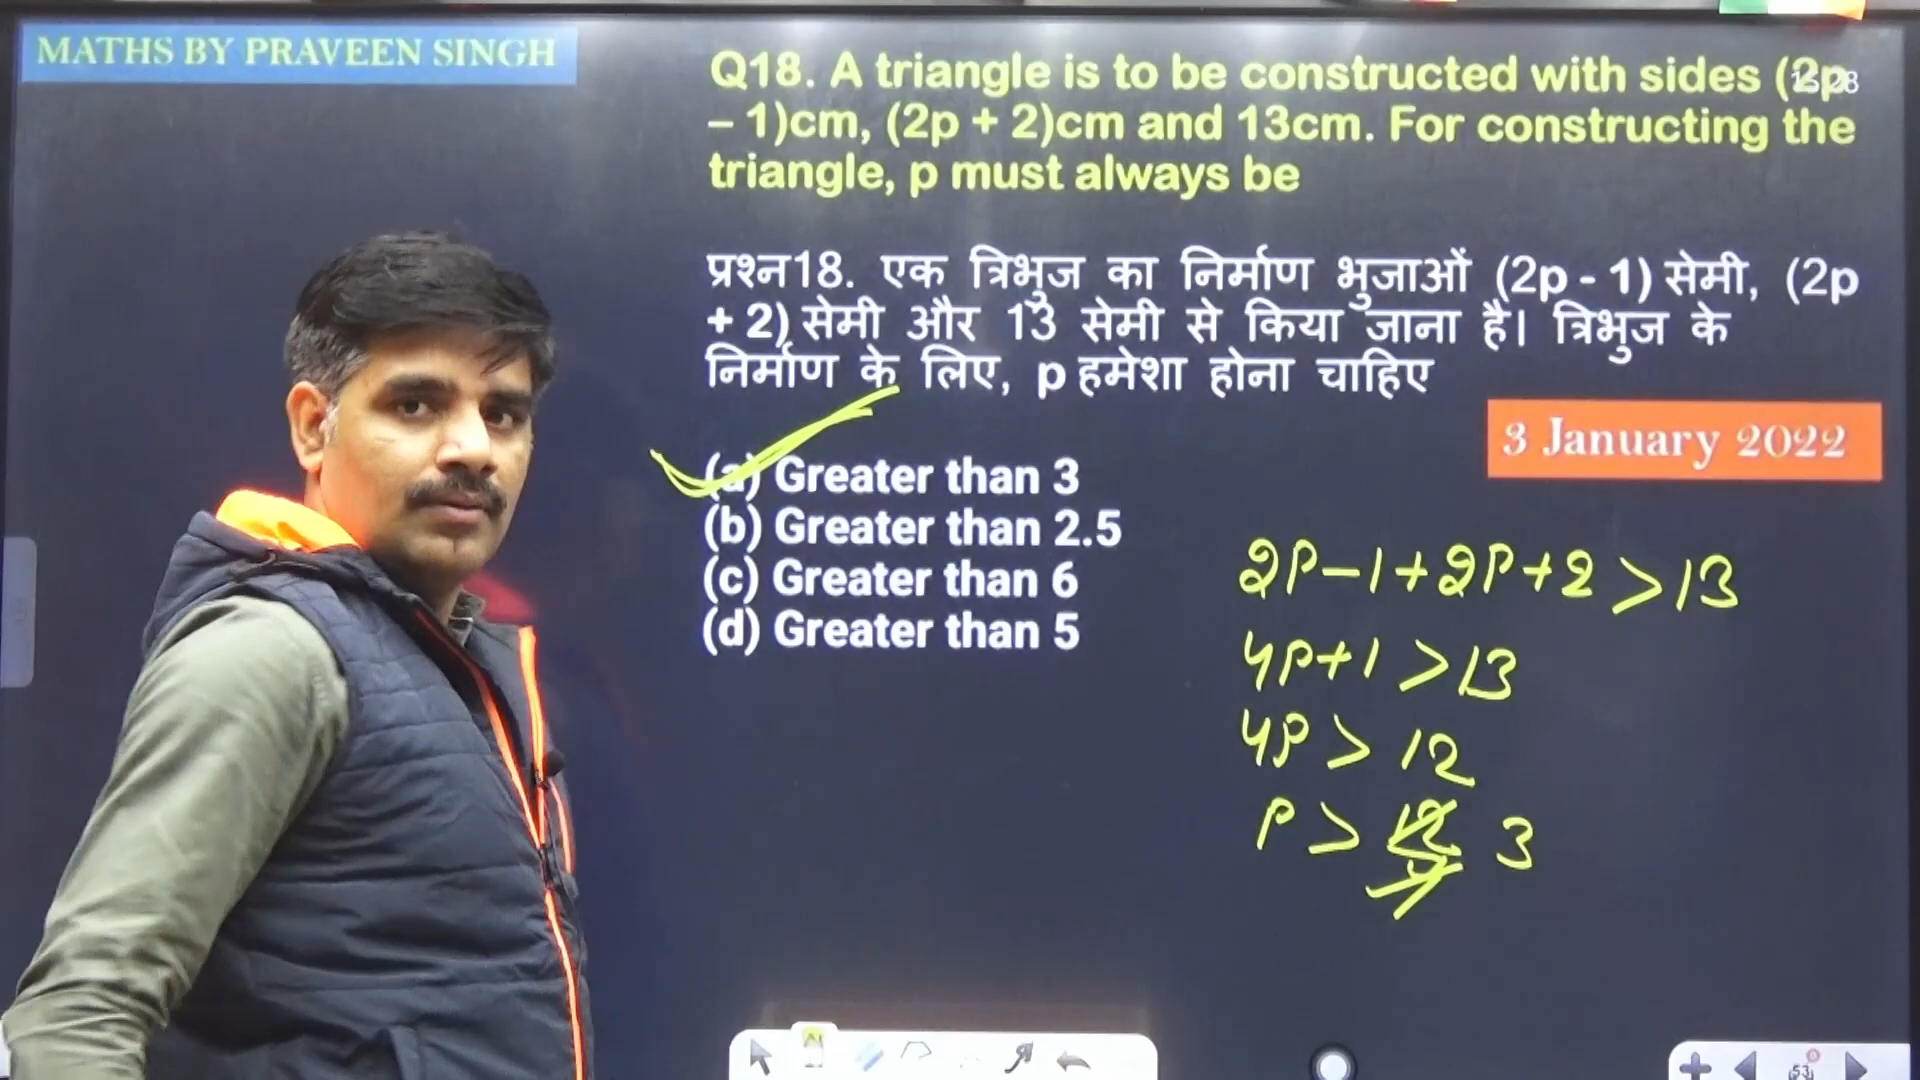 MATHS BY PRAVEEN SINGH
Q18. A triangle is to be constructed with sides (2p
– 1)cm, (2p + 2)cm and 13cm. For constructing the
triangle, p must always be
प्रश्न18. एक त्रिभुज का निर्माण भुजाओं (2p - 1) सेमी, (2p
+ 2) सेमी और 13 सेमी से किया जाना है। त्रिभुज के
निर्माण के लिए, p हमेशा होना चाहिए
3 January 2022
(a) Greater than 3
(b) Greater than 2.5
(c) Greater than 6
(d) Greater than 5
2P-1+2P+2>13
4P+1>13
4P>12
P>12/4 3
53